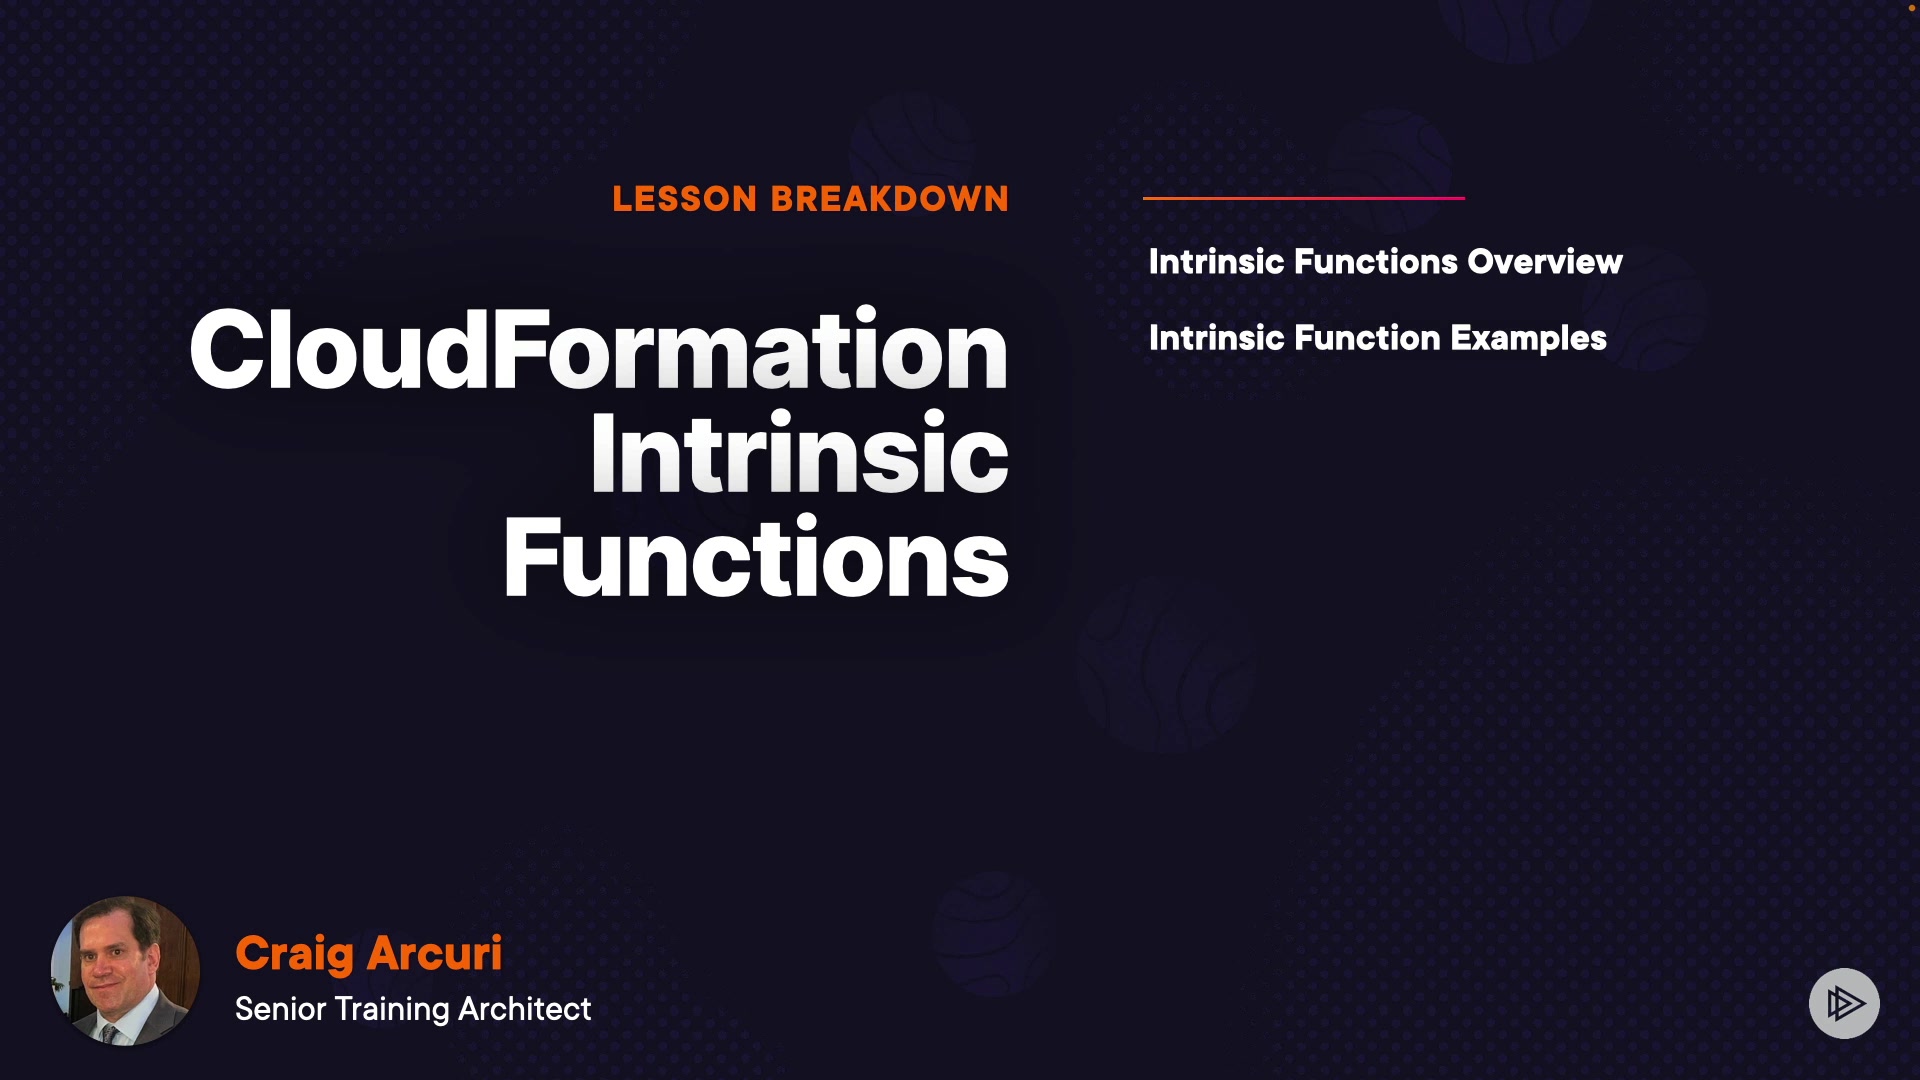 LESSON BREAKDOWN
CloudFormation
Intrinsic
Functions
Intrinsic Functions Overview
Intrinsic Function Examples
Craig Arcuri
Senior Training Architect